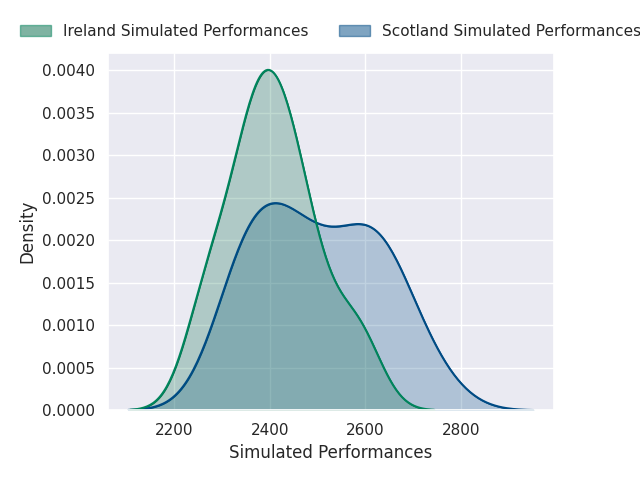 Ireland Simulated Performances Scotland Simulated Performances
0.0040
0.0035
0.0030
0.0025
0.0020
0.0015
0.0010
0.0005
0.0000
Density
2200 2400 2600 2800
Simulated Performances